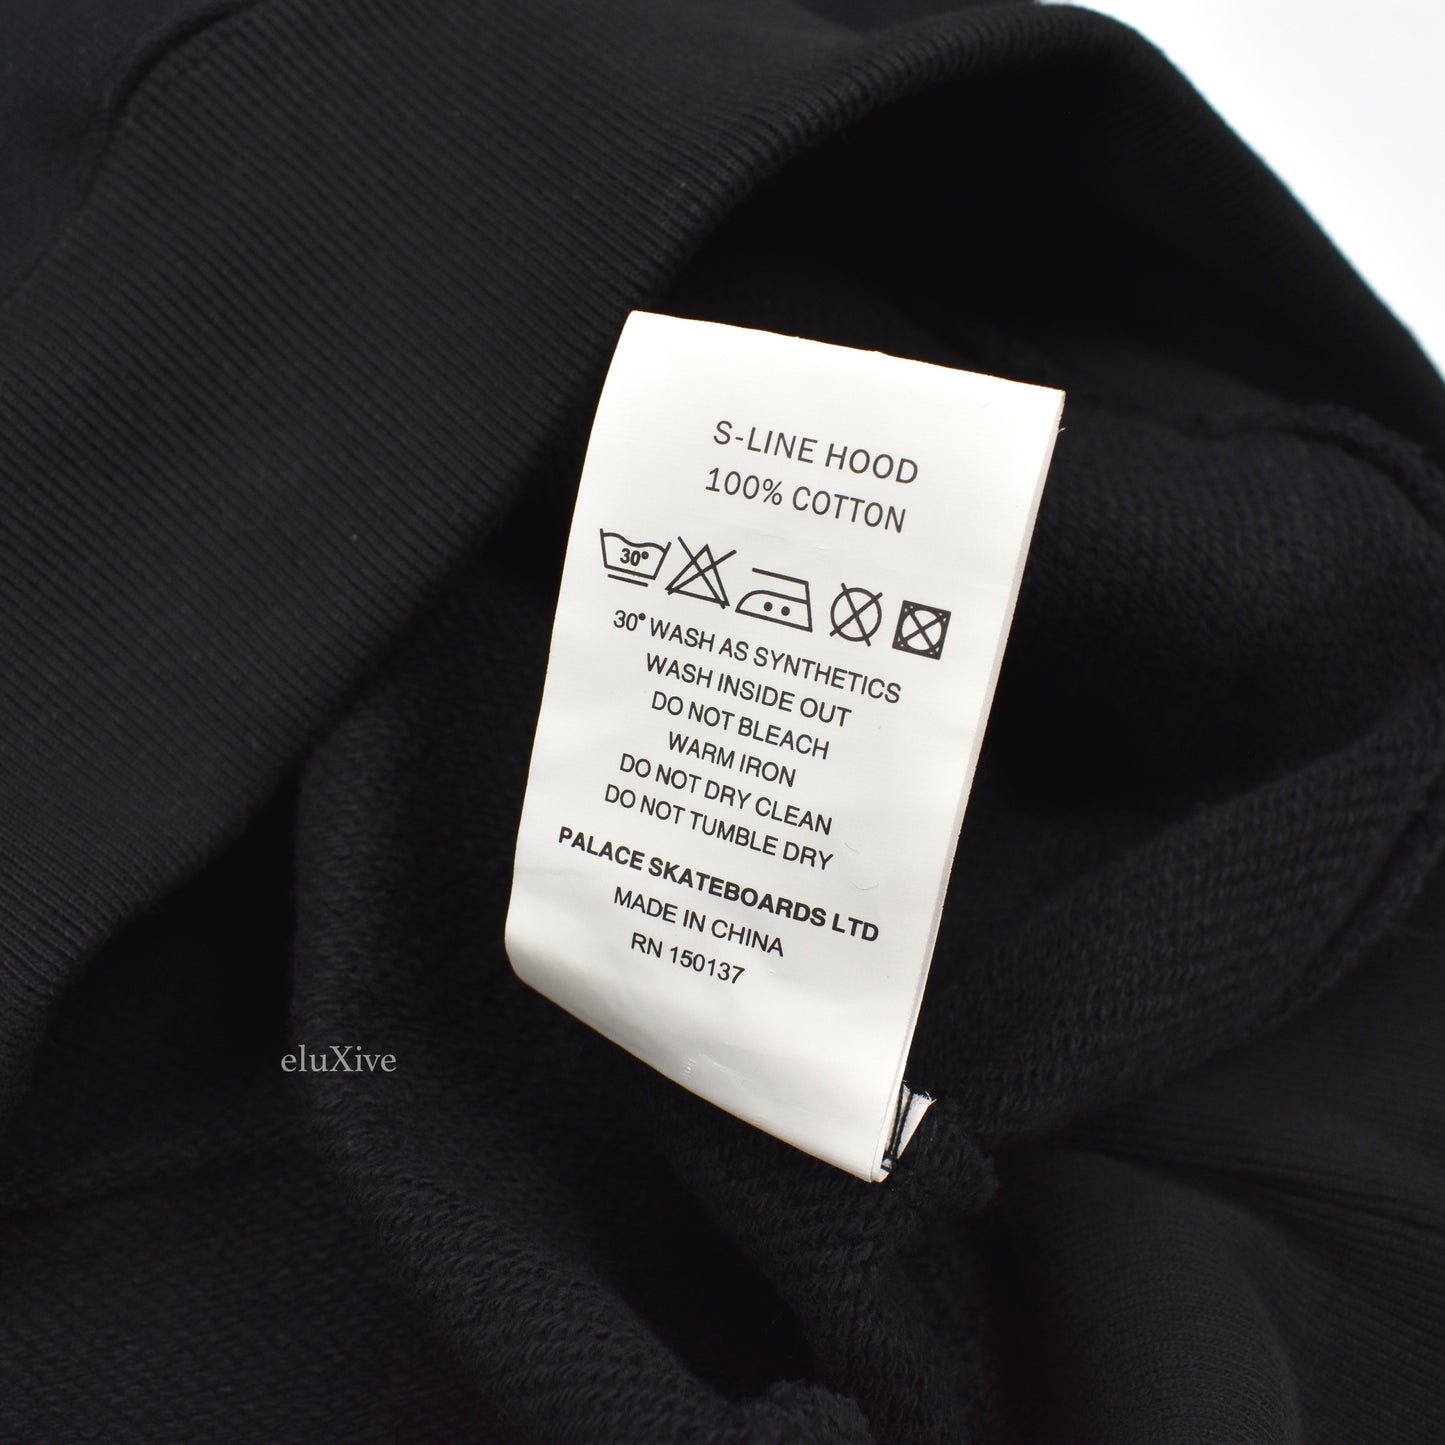 S-LINE HOOD
100% COTTON
30°
30° WASH AS SYNTHETICS
WASH INSIDE OUT
DO NOT BLEACH
WARM IRON
DO NOT DRY CLEAN
DO NOT TUMBLE DRY
PALACE SKATEBOARDS LTD
MADE IN CHINA
RN 150137
eluXive